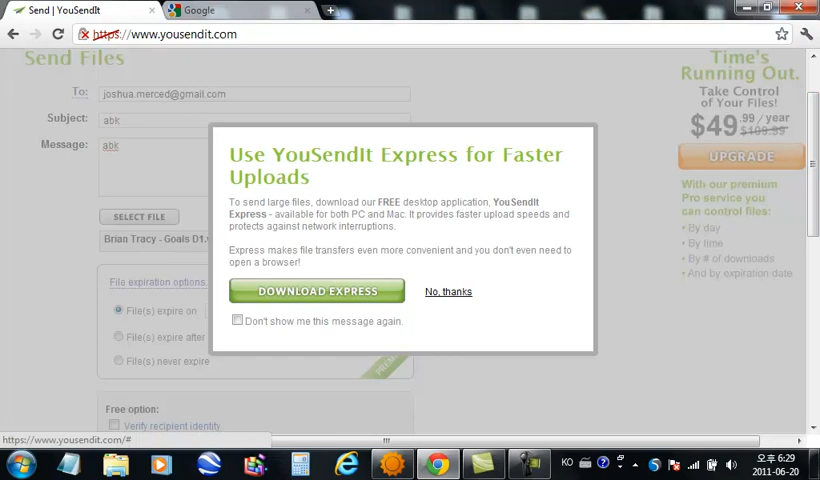 Send | YouSendIt
Google
https://www.yousendit.com
Send Files
To:
joshua.merced@gmail.com
Subject:
abk
Message:
abk
SELECT FILE
Brian Tracy - Goals D1.
File expiration options.
File(s) expire on
File(s) expire after
File(s) never expire
Free option:
Verify recipient identity
Use YouSendIt Express for Faster
Uploads
To send large files, download our FREE desktop application, YouSendIt
Express - available for both PC and Mac. It provides faster upload speeds and
protects against network interruptions.
Express makes file transfers even more convenient and you don't even need to
open a browser!
DOWNLOAD EXPRESS
No, thanks
Don't show me this message again.
Time's
Running Out.
Take Control
of Your Files!
$49.99 / year
$109.99
UPGRADE
With our premium
Pro service you
can control files:
• By day
• By time
• By # of downloads
• And by expiration date
https://www.yousendit.com/#
KO
오후 6:29
2011-06-20